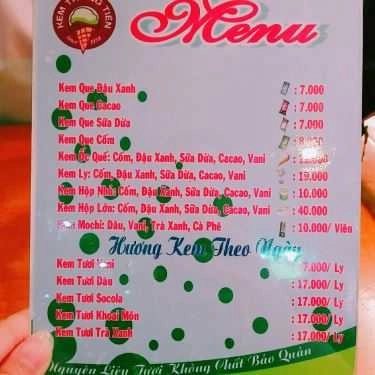 KEM TRÀNG TIỀN
Menu
Kem Que Đậu Xanh : 7.000
Kem Que Cacao : 7.000
Kem Que Sữa Dừa : 7.000
Kem Que Cốm : 8.000
Kem Ốc Quế: Cốm, Đậu Xanh, Sữa Dừa, Cacao, Vani
Kem Ly: Cốm, Đậu Xanh, Sữa Dừa, Cacao, Vani : 19.000
Kem Hộp Nhỏ: Cốm, Đậu Xanh, Sữa Dừa, Cacao, Vani : 10.000
Kem Hộp Lớn: Cốm, Đậu Xanh, Sữa Dừa, Cacao, Vani : 40.000
Kem Mochi: Dâu, Vani, Trà Xanh, Cà Phê : 10.000/ Viên
Hương Kem Theo Ngày
Kem Tươi Vani 17.000/ Ly
Kem Tươi Dâu : 17.000/ Ly
Kem Tươi Socola : 17.000/ Ly
Kem Tươi Khoai Môn : 17.000/ Ly
Kem Tươi Trà Xanh : 17.000/ Ly
Nguyên Liệu Tươi Không Chất Bảo Quản